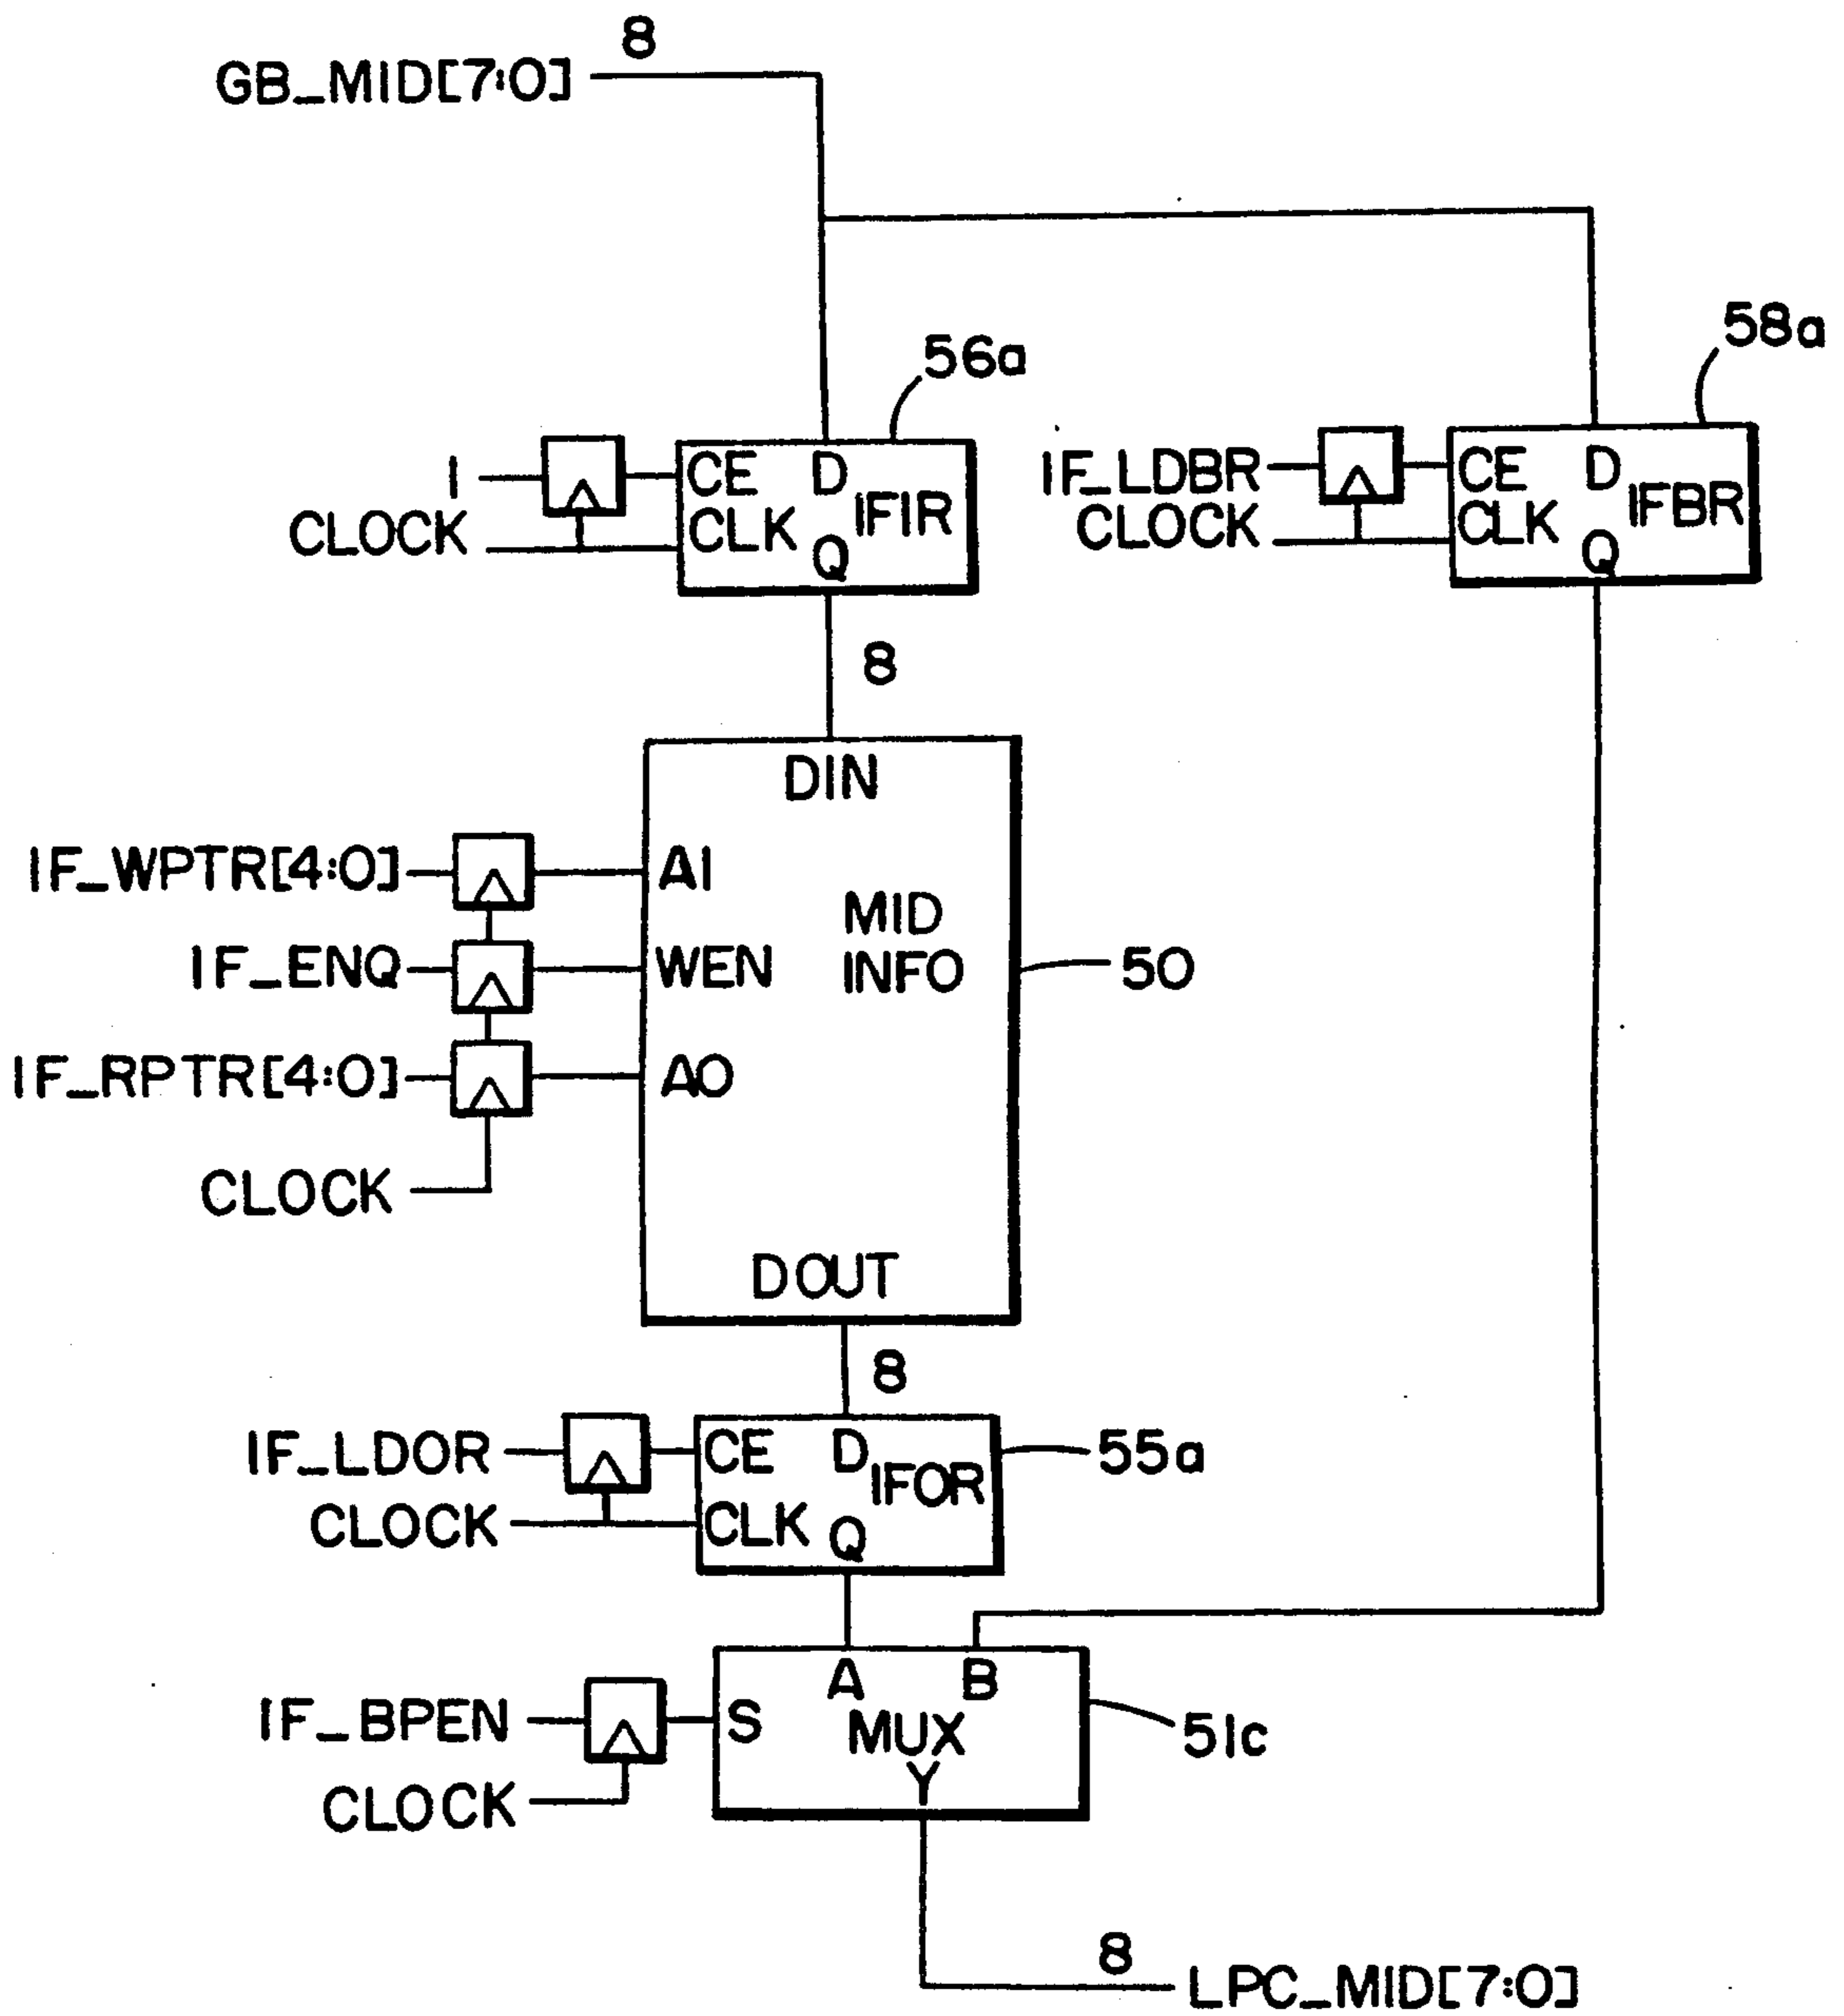 8
GB_MID[7:0]
56a
58a
1
CLOCK
CE D
IFIR
CLK
Q
IF_LDBR
CLOCK
CE D
IFBR
CLK
Q
8
DIN
IF_WPTR[4:0]
AI
MID
INFO
IF_ENQ
WEN
50
IF_RPTR[4:0]
AO
CLOCK
DOUT
8
IF_LDOR
CE D
IFOR
55a
CLOCK
CLK Q
A B
IF_BPEN
S
MUX
51c
Y
CLOCK
8
LPC_MID[7:0]